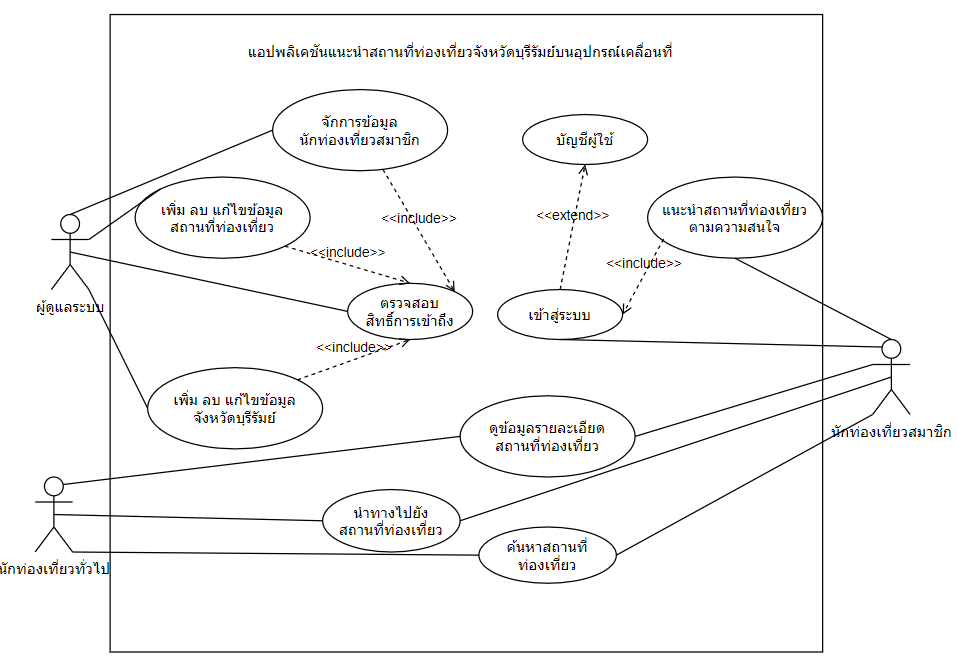 แอปพลิเคชันแนะนำสถานที่ท่องเที่ยวจังหวัดบุรีรัมย์บนอุปกรณ์เคลื่อนที่
จักการข้อมูล
นักท่องเที่ยวสมาชิก
บัญชีผู้ใช้
เพิ่ม ลบ แก้ไขข้อมูล
สถานที่ท่องเที่ยว
<<include>>
<<extend>>
แนะนำสถานที่ท่องเที่ยว
ตามความสนใจ
<<include>>
<<include>>
ผู้ดูแลระบบ
ตรวจสอบ
สิทธิ์การเข้าถึง
เข้าสู่ระบบ
<<include>>
เพิ่ม ลบ แก้ไขข้อมูล
จังหวัดบุรีรัมย์
ดูข้อมูลรายละเอียด
สถานที่ท่องเที่ยว
นักท่องเที่ยวสมาชิก
นำทางไปยัง
สถานที่ท่องเที่ยว
ค้นหาสถานที่
ท่องเที่ยว
นักท่องเที่ยวทั่วไป